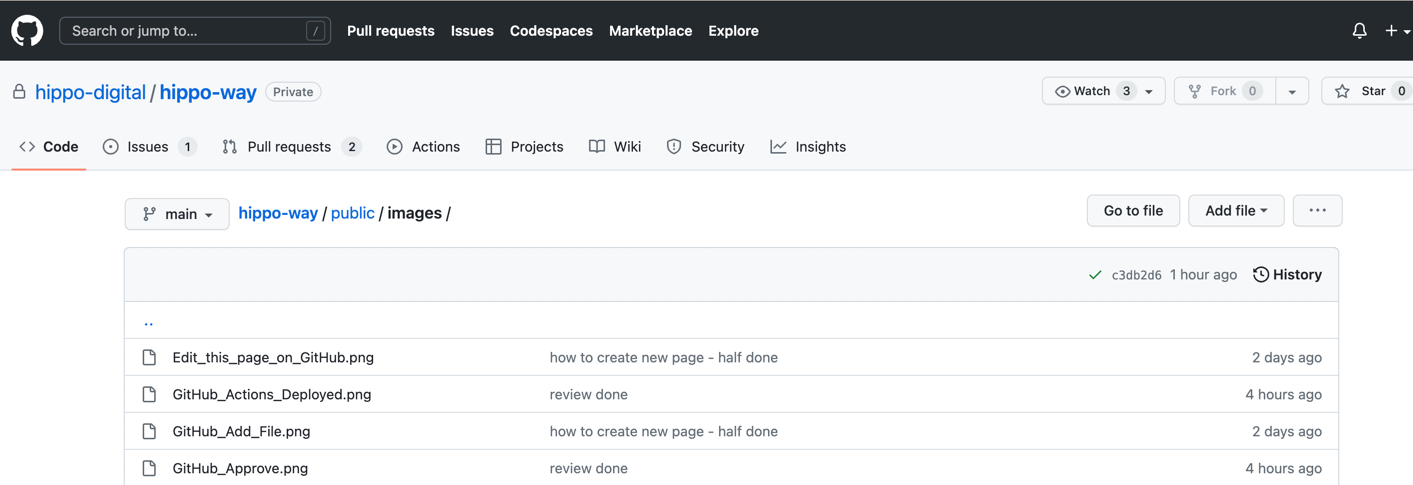 Search or jump to... / Pull requests Issues Codespaces Marketplace Explore
hippo-digital / hippo-way Private Watch 3 Fork 0 Star 0
Code Issues 1 Pull requests 2 Actions Projects Wiki Security Insights
main hippo-way / public / images / Go to file Add file ...
c3db2d6 1 hour ago History
..
Edit_this_page_on_GitHub.png how to create new page - half done 2 days ago
GitHub_Actions_Deployed.png review done 4 hours ago
GitHub_Add_File.png how to create new page - half done 2 days ago
GitHub_Approve.png review done 4 hours ago